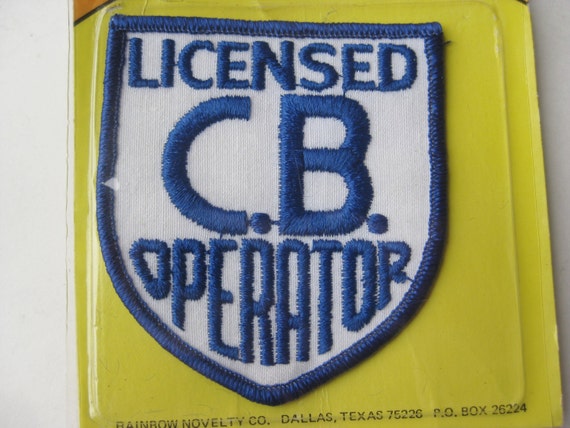 LICENSED
C.B.
OPERATOR
RAINBOW NOVELTY CO. DALLAS, TEXAS 75226 P.O. BOX 26224